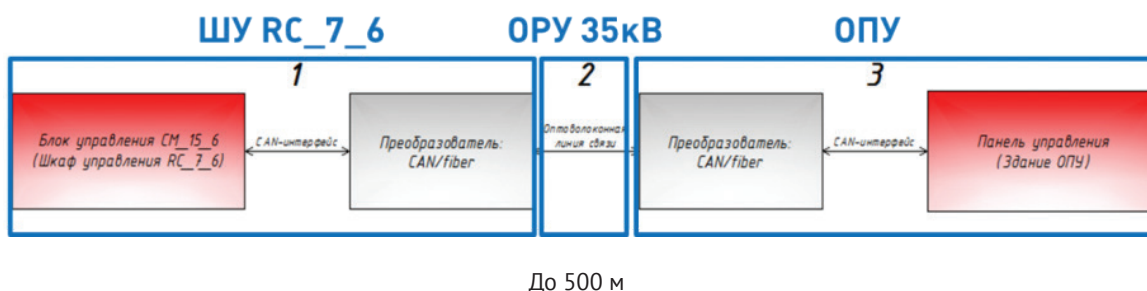 ШУ RC_7_6
ОРУ 35кВ
ОПУ
1
2
3
Блок управления СМ_15_6
(Шкаф управления RC_7_6)
CAN-интерфейс
Преобразователь:
CAN/fiber
Оптоволоконная
линия связи
Преобразователь:
CAN/fiber
CAN-интерфейс
Панель управления
(Здание ОПУ)
До 500 м